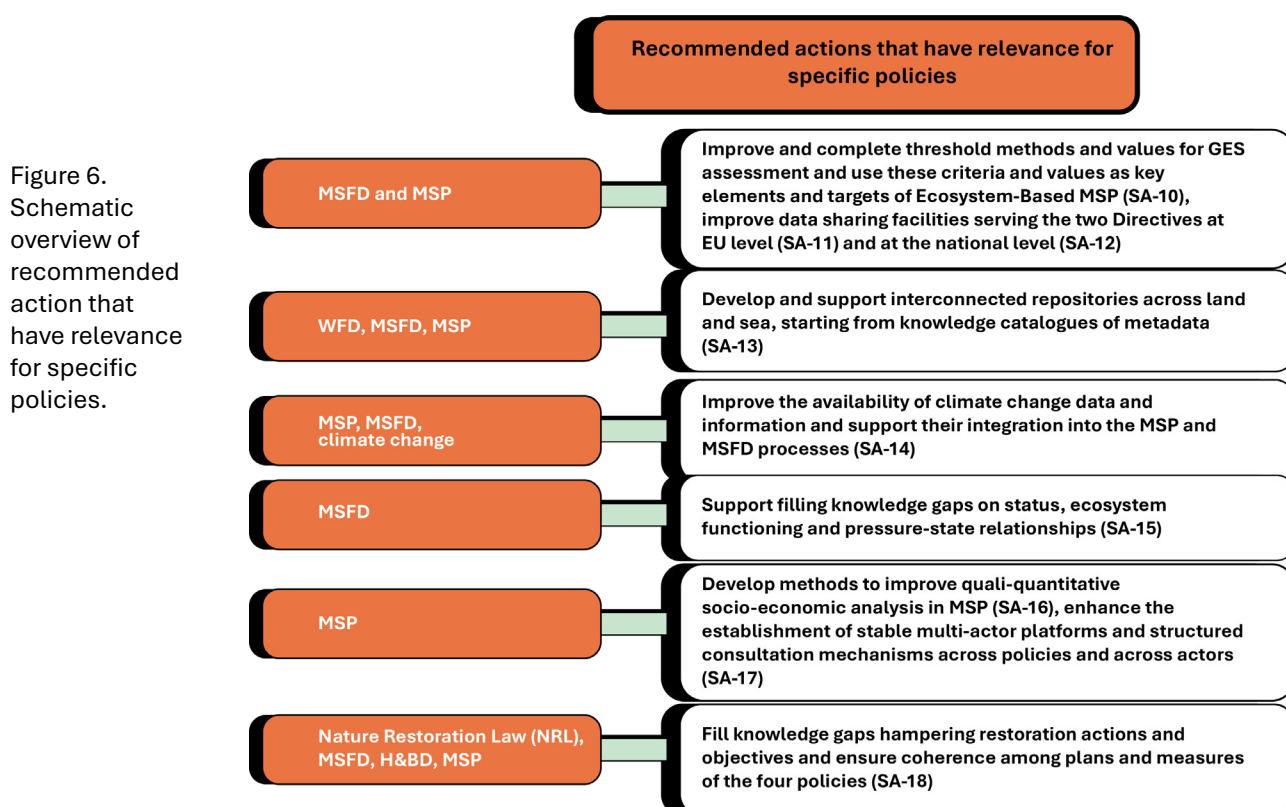 Recommended actions that have relevance for
specific policies
Figure 6.
Schematic
overview of
recommended
action that
have relevance
for specific
policies.
MSFD and MSP
Improve and complete threshold methods and values for GES
assessment and use these criteria and values as key
elements and targets of Ecosystem-Based MSP (SA-10),
improve data sharing facilities serving the two Directives at
EU level (SA-11) and at the national level (SA-12)
WFD, MSFD, MSP
Develop and support interconnected repositories across land
and sea, starting from knowledge catalogues of metadata
(SA-13)
MSP, MSFD,
climate change
Improve the availability of climate change data and
information and support their integration into the MSP and
MSFD processes (SA-14)
MSFD
Support filling knowledge gaps on status, ecosystem
functioning and pressure-state relationships (SA-15)
MSP
Develop methods to improve quali-quantitative
socio-economic analysis in MSP (SA-16), enhance the
establishment of stable multi-actor platforms and structured
consultation mechanisms across policies and across actors
(SA-17)
Nature Restoration Law (NRL),
MSFD, H&BD, MSP
Fill knowledge gaps hampering restoration actions and
objectives and ensure coherence among plans and measures
of the four policies (SA-18)